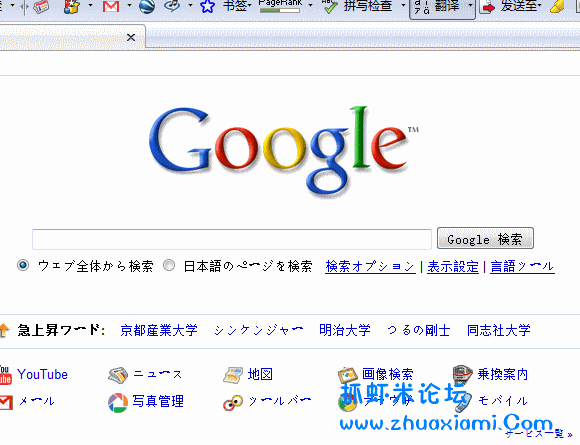 书签 PageRank 拼写检查 翻译 发送至
Google™
Google 検索
ウェブ全体から検索 日本語のページを検索 検索オプション | 表示設定 | 言語ツール
急上昇ワード: 京都産業大学 シンケンジャー 明治大学 つるの剛士 同志社大学
YouTube ニュース 地図 画像検索 乗換案内
メール 写真管理 ツールバー モバイル
抓虾米论坛
www.zhuaxiami.Com
サービス一覧 »